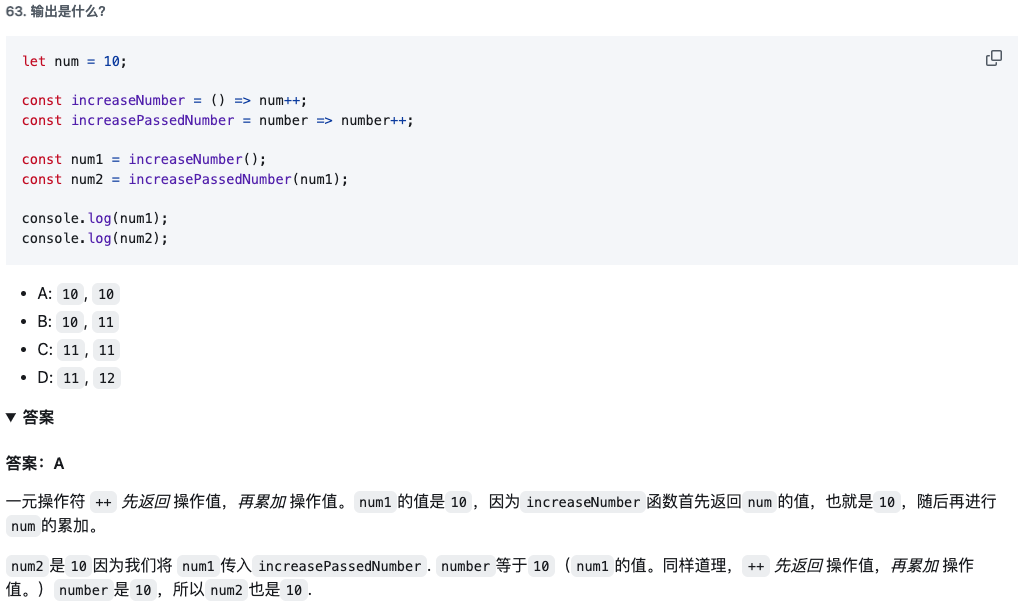 63. 输出是什么?
let num = 10;
const increaseNumber = () => num++;
const increasePassedNumber = number => number++;
const num1 = increaseNumber();
const num2 = increasePassedNumber(num1);
console.log(num1);
console.log(num2);
• A: 10, 10
• B: 10, 11
• C: 11, 11
• D: 11, 12
▼ 答案
答案：A
一元操作符 ++ 先返回 操作值，再累加 操作值。num1 的值是 10，因为 increaseNumber 函数首先返回 num 的值，也就是 10，随后再进行
num 的累加。
num2 是 10 因为我们将 num1 传入 increasePassedNumber. number 等于 10（num1 的值。同样道理，++ 先返回 操作值，再累加 操作
值。）number 是 10，所以 num2 也是 10.